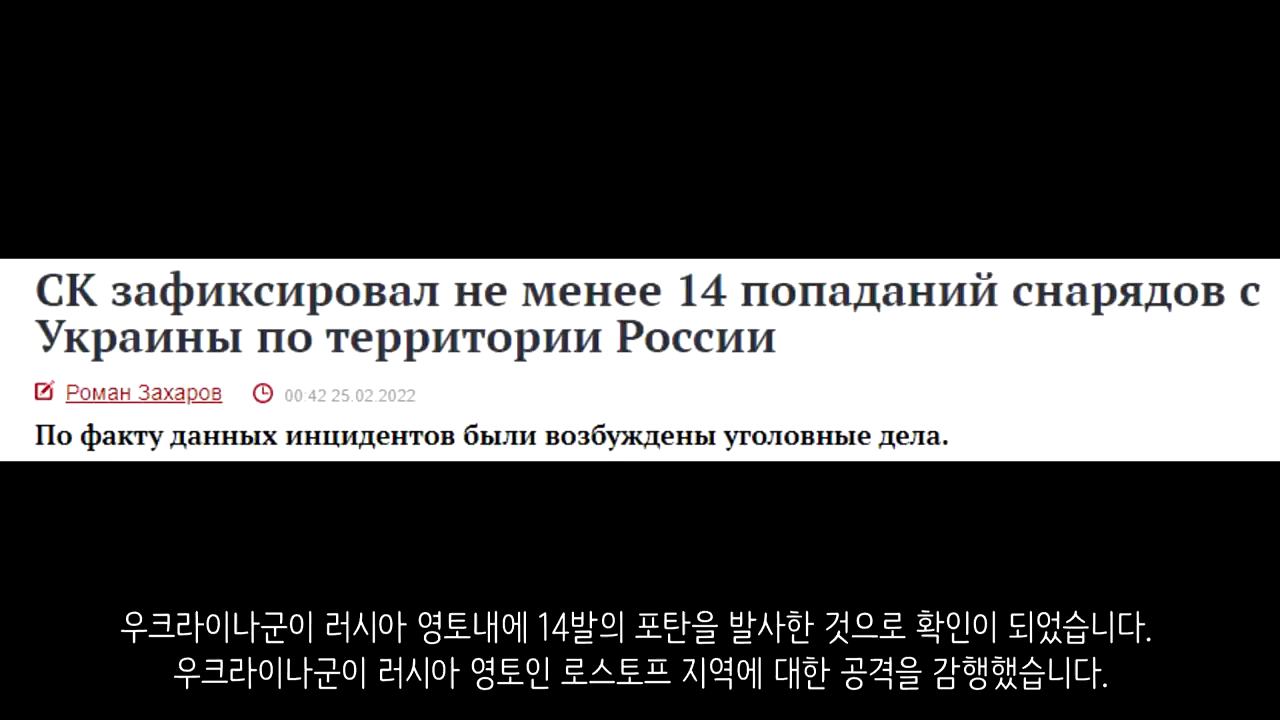 СК зафиксировал не менее 14 попаданий снарядов с
Украины по территории России
Роман Захаров 00:42 25.02.2022
По факту данных инцидентов были возбуждены уголовные дела.
우크라이나군이 러시아 영토내에 14발의 포탄을 발사한 것으로 확인이 되었습니다.
우크라이나군이 러시아 영토인 로스토프 지역에 대한 공격을 감행했습니다.